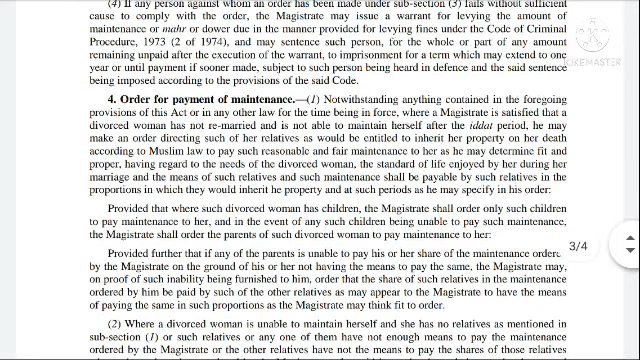 (4) If any person against whom an order has been made under sub-section (3) fails without sufficient
cause to comply with the order, the Magistrate may issue a warrant for levying the amount of
maintenance or mahr or dower due in the manner provided for levying fines under the Code of Criminal
Procedure, 1973 (2 of 1974), and may sentence such person, for the whole or part of any amount
remaining unpaid after the execution of the warrant, to imprisonment for a term which may extend to one
year or until payment if sooner made, subject to such person being heard in defence and the said sentence
being imposed according to the provisions of the said Code.
4. Order for payment of maintenance.—(1) Notwithstanding anything contained in the foregoing
provisions of this Act or in any other law for the time being in force, where a Magistrate is satisfied that a
divorced woman has not re-married and is not able to maintain herself after the iddat period, he may
make an order directing such of her relatives as would be entitled to inherit her property on her death
according to Muslim law to pay such reasonable and fair maintenance to her as he may determine fit and
proper, having regard to the needs of the divorced woman, the standard of life enjoyed by her during her
marriage and the means of such relatives and such maintenance shall be payable by such relatives in the
proportions in which they would inherit he property and at such periods as he may specify in his order:
Provided that where such divorced woman has children, the Magistrate shall order only such children
to pay maintenance to her, and in the event of any such children being unable to pay such maintenance,
the Magistrate shall order the parents of such divorced woman to pay maintenance to her:
Provided further that if any of the parents is unable to pay his or her share of the maintenance ordere
by the Magistrate on the ground of his or her not having the means to pay the same, the Magistrate may,
on proof of such inability being furnished to him, order that the share of such relatives in the maintenance
ordered by him be paid by such of the other relatives as may appear to the Magistrate to have the means
of paying the same in such proportions as the Magistrate may think fit to order.
(2) Where a divorced woman is unable to maintain herself and she has no relatives as mentioned in
sub-section (1) or such relatives or any one of them have not enough means to pay the maintenance
ordered by the Magistrate or the other relatives have not the means to pay the shares of those relatives
KINEMASTER
3/4